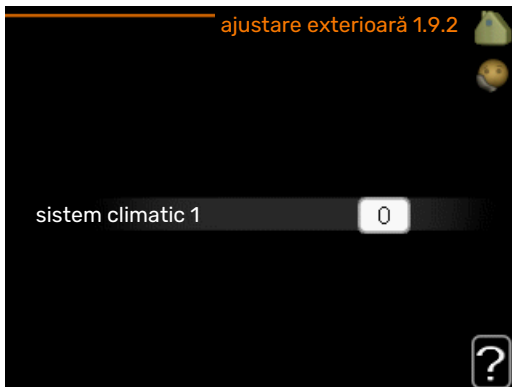 ajustare exterioară 1.9.2
sistem climatic 1 0
?